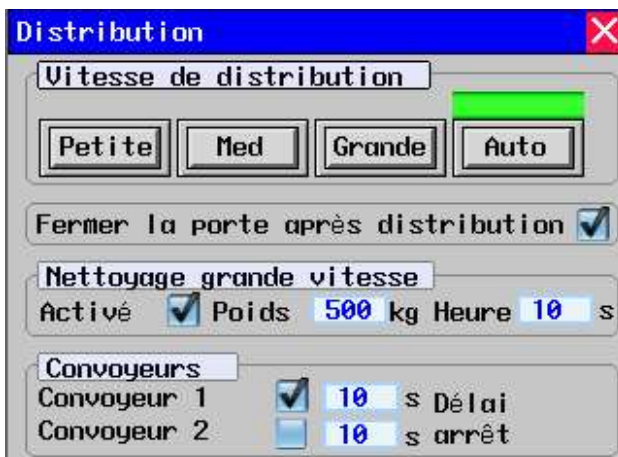 Distribution
Vitesse de distribution
Petite Med Grande Auto
Fermer la porte après distribution
Nettoyage grande vitesse
Activé Poids 500 kg Heure 10 s
Convoyeurs
Convoyeur 1 10 s Délai
Convoyeur 2 10 s arrêt